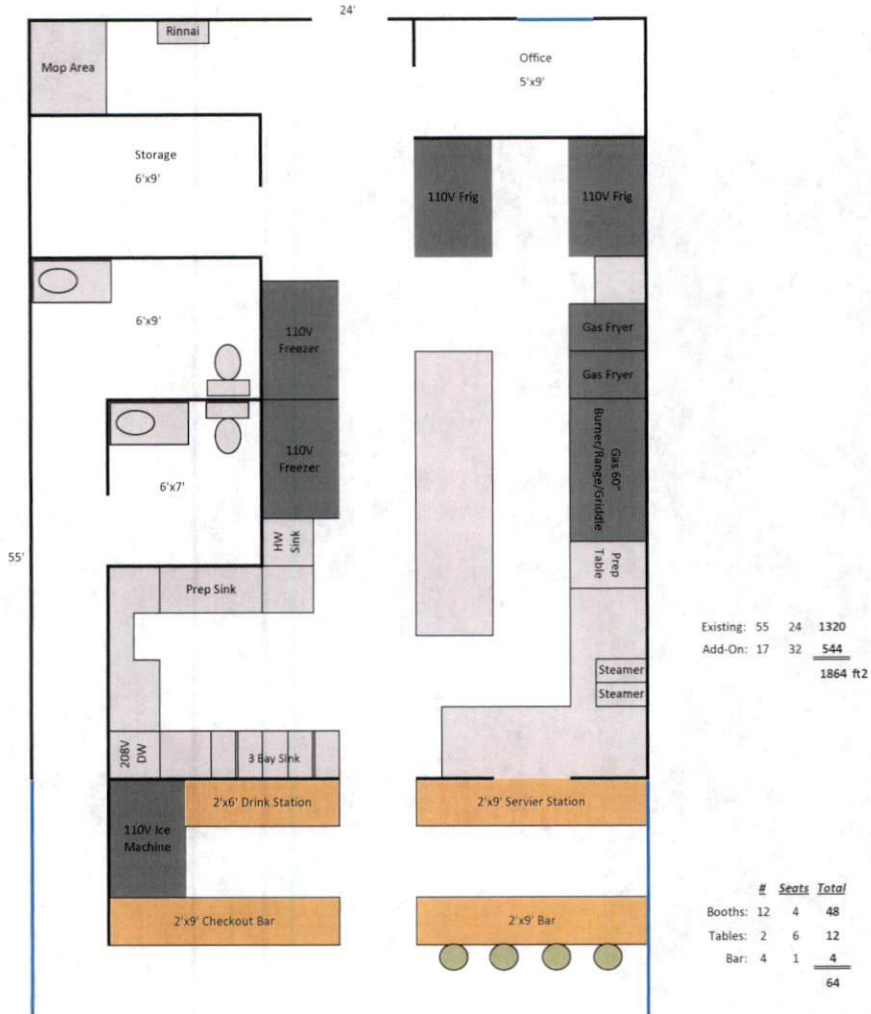 24'
Rinnai
Mop Area
Office
5'x9'
Storage
6'x9'
110V Frig
110V Frig
6'x9'
110V
Freezer
Gas Fryer
Gas Fryer
110V
Freezer
Gas 60"
Burner/Range/Griddle
6'x7'
HW
Sink
55'
Prep
Table
Prep Sink
Existing: 55 24 1320
Add-On: 17 32 544
1864 ft2
Steamer
Steamer
208V
DW
3 Bay Sink
2'x6' Drink Station
2'x9' Servier Station
110V Ice
Machine
2'x9' Checkout Bar
2'x9' Bar
# Seats Total
Booths: 12 4 48
Tables: 2 6 12
Bar: 4 1 4
64